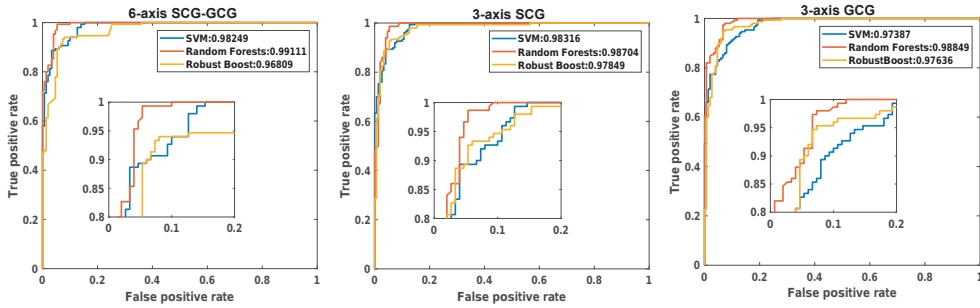 6-axis SCG-GCG
SVM:0.98249
Random Forests:0.99111
Robust Boost:0.96809
True positive rate
1
0.8
0.6
0.4
0.2
0
1
0.95
0.9
0.85
0.8
0
0.1
0.2
0 0.2 0.4 0.6 0.8 1
False positive rate
3-axis SCG
SVM:0.98316
Random Forests:0.98704
Robust Boost:0.97849
True positive rate
1
0.8
0.6
0.4
0.2
0
1
0.95
0.9
0.85
0.8
0
0.1
0.2
0 0.2 0.4 0.6 0.8 1
False positive rate
3-axis GCG
SVM:0.97387
Random Forests:0.98849
RobustBoost:0.97636
True positive rate
1
0.8
0.6
0.4
0.2
0
1
0.95
0.9
0.85
0.8
0
0.1
0.2
0 0.2 0.4 0.6 0.8 1
False positive rate